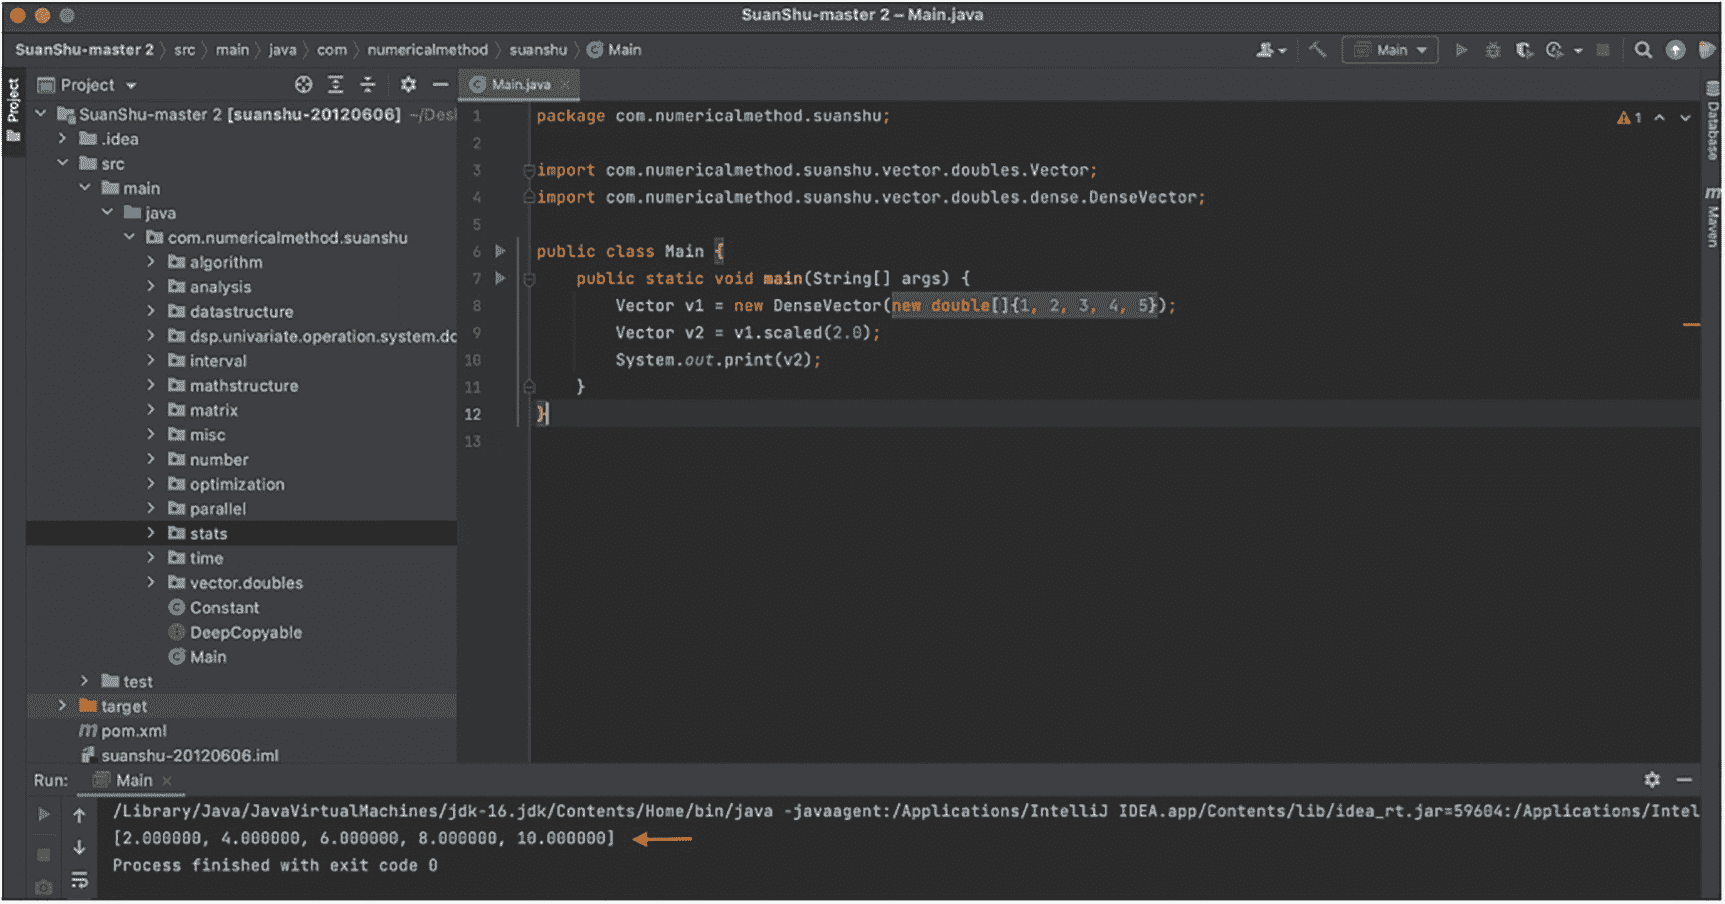 SuanShu-master 2 – Main.java
SuanShu-master 2 〉 src 〉 main 〉 java 〉 com 〉 numericalmethod 〉 suanshu 〉 Main
Main
Project
Project
Main.java
SuanShu-master 2 [suanshu-20120606] ~/Des
.idea
src
main
java
com.numericalmethod.suanshu
algorithm
analysis
datastructure
dsp.univariate.operation.system.dc
interval
mathstructure
matrix
misc
number
optimization
parallel
stats
time
vector.doubles
Constant
DeepCopyable
Main
test
target
pom.xml
suanshu-20120606.iml
1 package com.numericalmethod.suanshu;
2
3 import com.numericalmethod.suanshu.vector.doubles.Vector;
4 import com.numericalmethod.suanshu.vector.doubles.dense.DenseVector;
5
6 public class Main {
7 public static void main(String[] args) {
8 Vector v1 = new DenseVector(new double[]{1, 2, 3, 4, 5});
9 Vector v2 = v1.scaled(2.0);
10 System.out.print(v2);
11 }
12 }
13
1
Database
Maven
Run: Main
/Library/Java/JavaVirtualMachines/jdk-16.jdk/Contents/Home/bin/java -javaagent:/Applications/IntelliJ IDEA.app/Contents/lib/idea_rt.jar=59604:/Applications/Intel
[2.000000, 4.000000, 6.000000, 8.000000, 10.000000]
Process finished with exit code 0